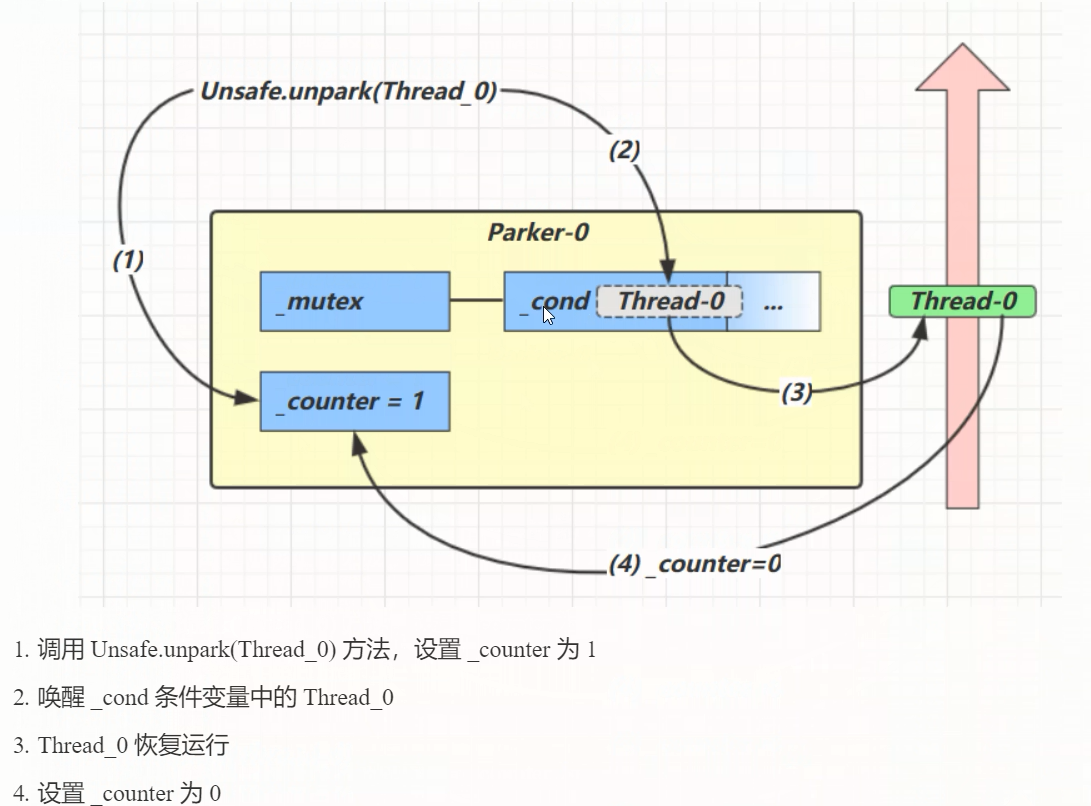 Unsafe.unpark(Thread_0)
(2)
Parker-0
(1)
_mutex
_cond
Thread-0
...
Thread-0
(3)
_counter = 1
(4) _counter=0
1. 调用 Unsafe.unpark(Thread_0) 方法，设置 _counter 为 1
2. 唤醒 _cond 条件变量中的 Thread_0
3. Thread_0 恢复运行
4. 设置 _counter 为 0